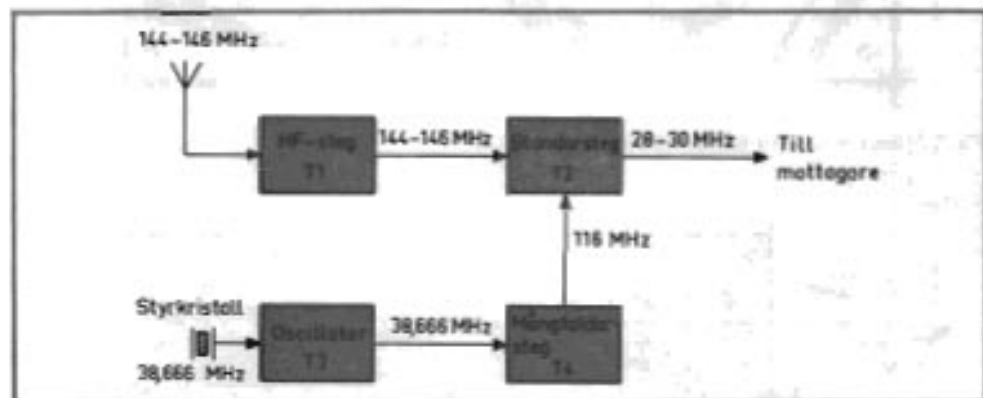 144-146 MHz
HF-steg
T1
144-146 MHz
Blandarsteg
T2
28-30 MHz
Till
mottagare
116 MHz
Styrkristall
38,666 MHz
Oscillator
T3
38,666 MHz
Mångfaldar-
steg
T4